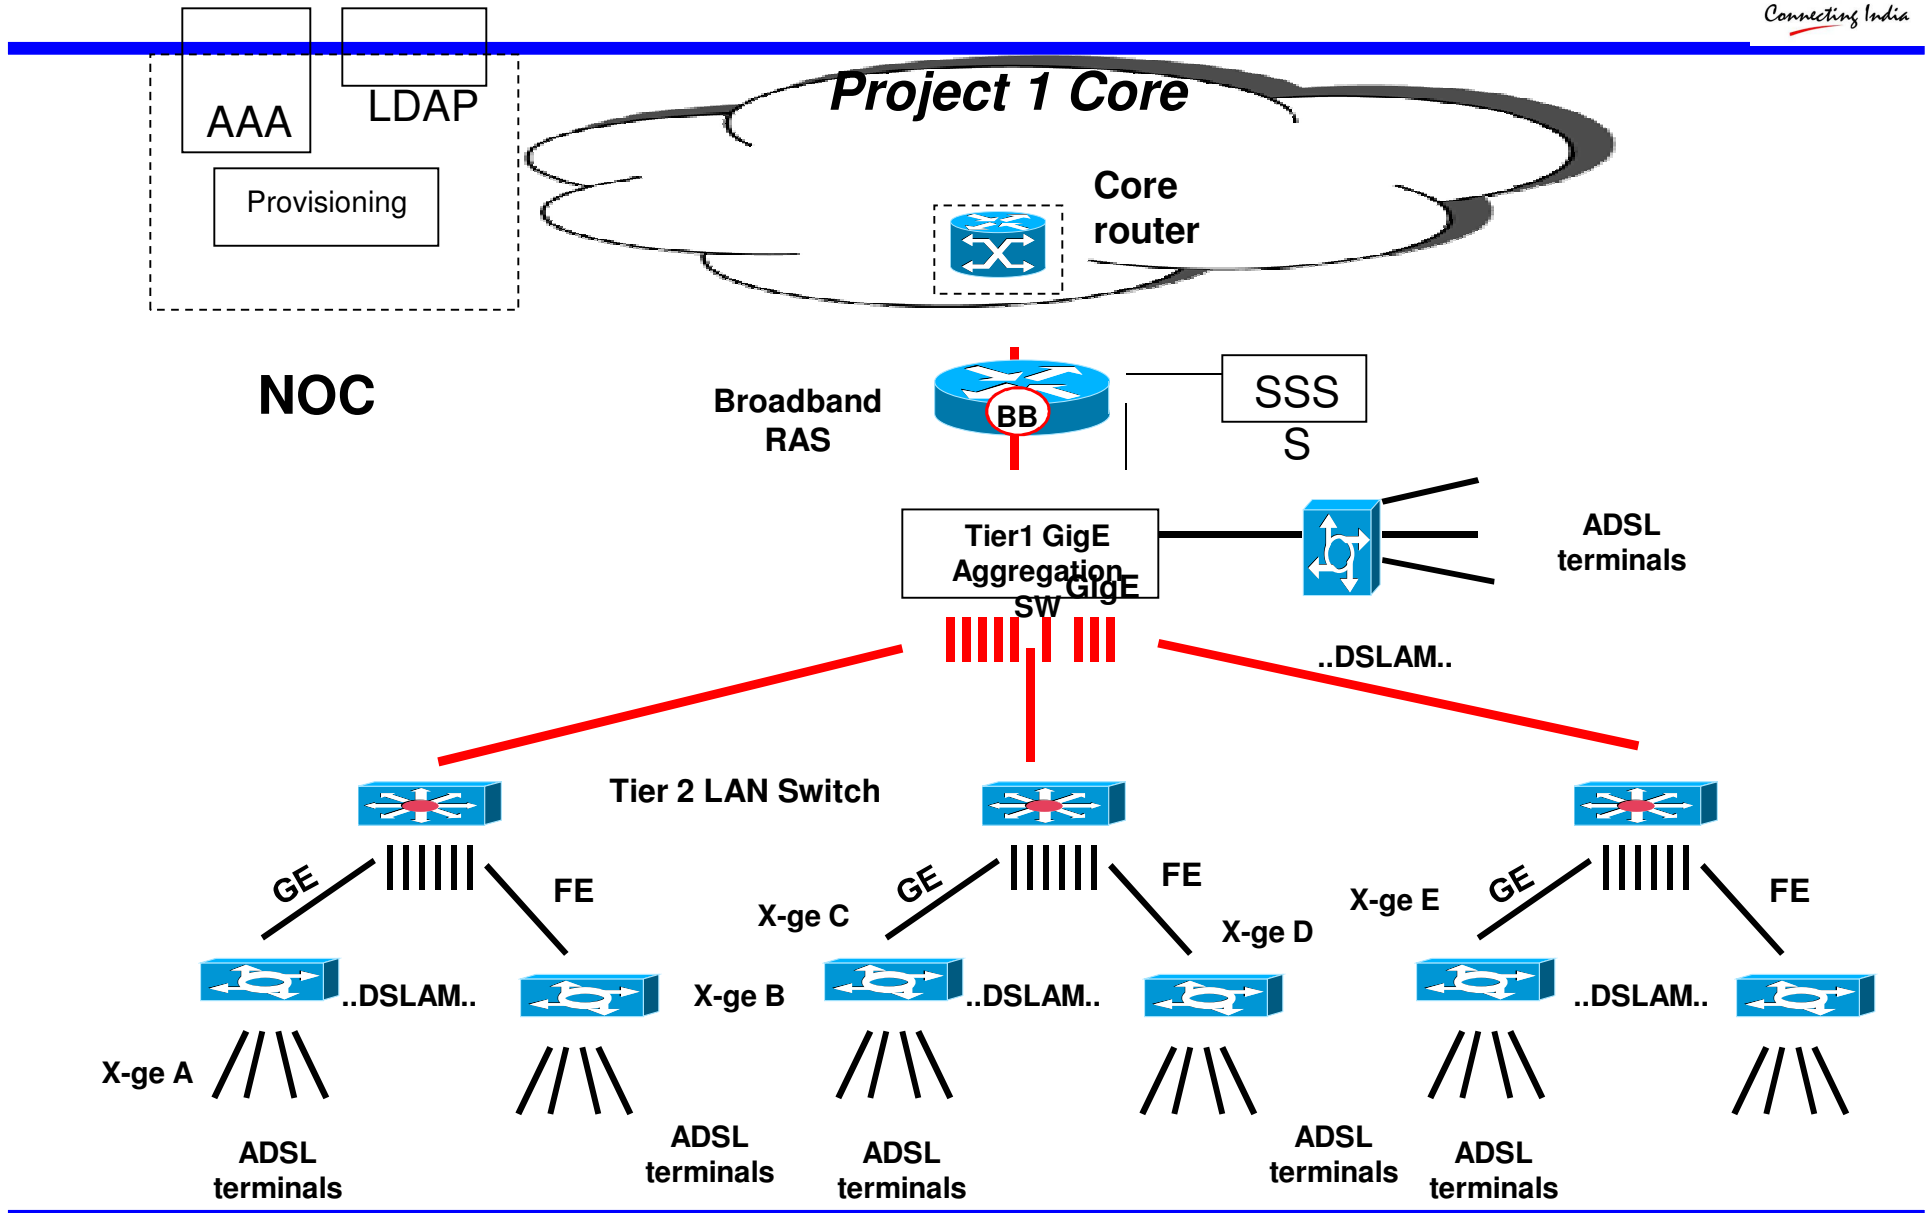 Connecting India
Project 1 Core
LDAP
AAA
Provisioning
Core
router
NOC
Broadband
RAS
BB
SSS
S
Tier1 GigE
Aggregation
SW
GigE
ADSL
terminals
..DSLAM..
Tier 2 LAN Switch
GE
FE
GE
FE
GE
FE
X-ge C
X-ge D
X-ge E
..DSLAM..
X-ge B
..DSLAM..
..DSLAM..
X-ge A
ADSL
terminals
ADSL
terminals
ADSL
terminals
ADSL
terminals
ADSL
terminals